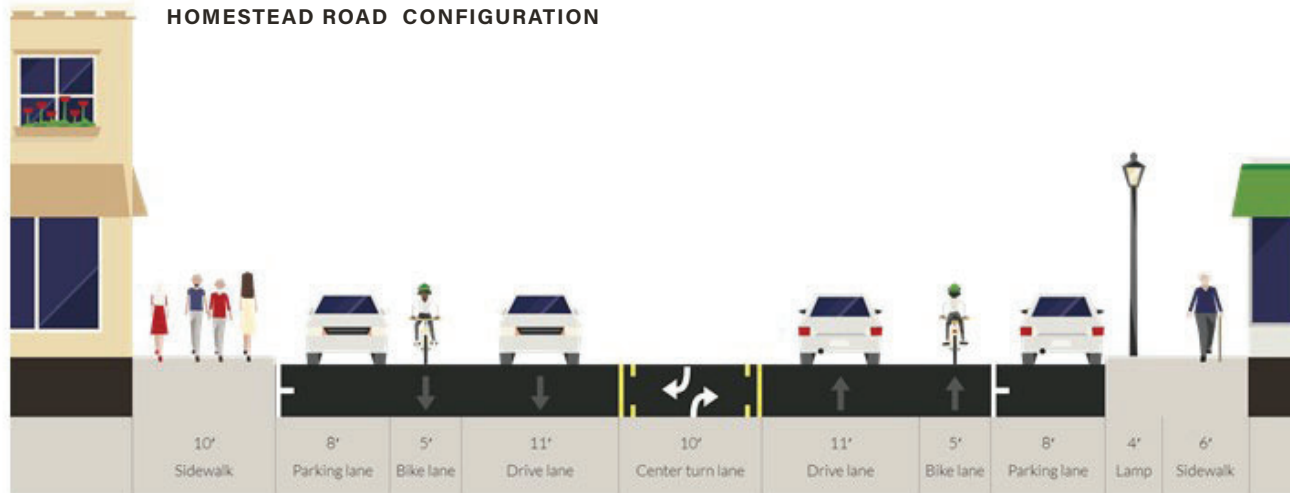 HOMESTEAD ROAD CONFIGURATION
10' 8' 5' 11' 10' 11' 5' 8' 4' 6'
Sidewalk Parking lane Bike lane Drive lane Center turn lane Drive lane Bike lane Parking lane Lamp Sidewalk